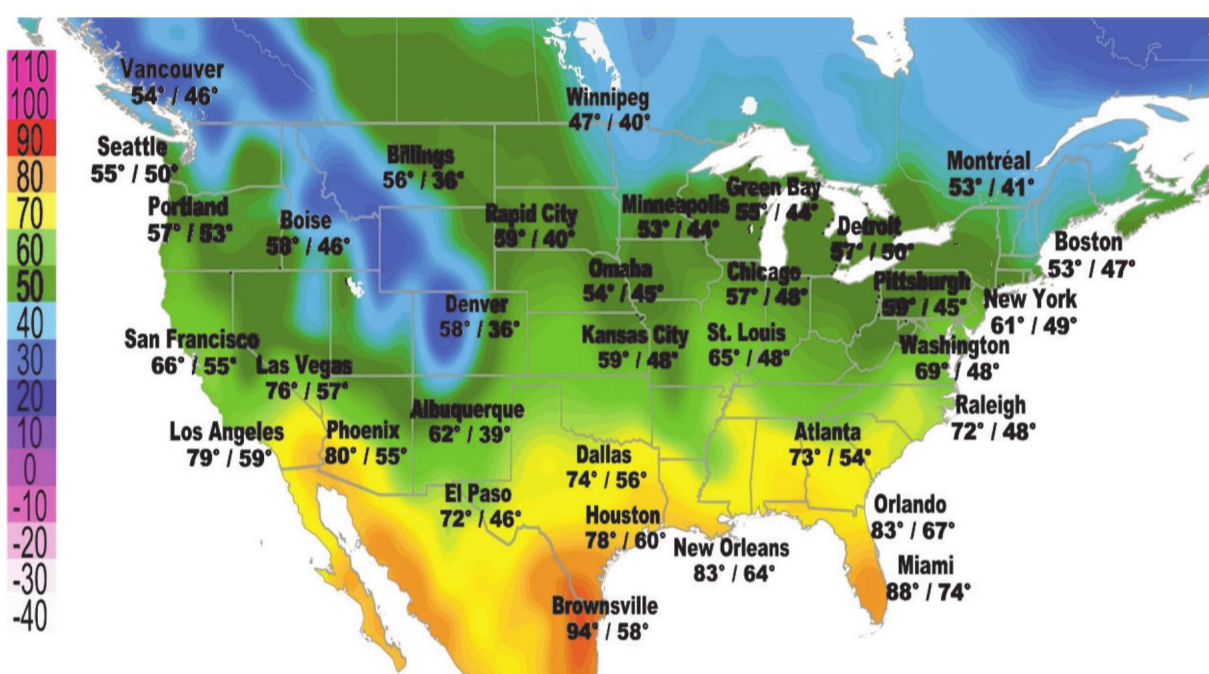 110
100
90
80
70
60
50
40
30
20
10
0
-10
-20
-30
-40
Vancouver
54° / 46°
Winnipeg
47° / 40°
Seattle
55° / 50°
Billings
56° / 36°
Montréal
53° / 41°
Portland
57° / 53°
Boise
58° / 46°
Rapid City
59° / 40°
Minneapolis
53° / 44°
Green Bay
55° / 44°
Detroit
57° / 50°
Boston
53° / 47°
Omaha
54° / 45°
Chicago
57° / 48°
Pittsburgh
59° / 45°
New York
61° / 49°
Denver
58° / 36°
San Francisco
66° / 55°
Las Vegas
76° / 57°
Kansas City
59° / 48°
St. Louis
65° / 48°
Washington
69° / 48°
Albuquerque
62° / 39°
Raleigh
72° / 48°
Los Angeles
79° / 59°
Phoenix
80° / 55°
Dallas
74° / 56°
Atlanta
73° / 54°
El Paso
72° / 46°
Houston
78° / 60°
New Orleans
83° / 64°
Orlando
83° / 67°
Miami
88° / 74°
Brownsville
94° / 58°